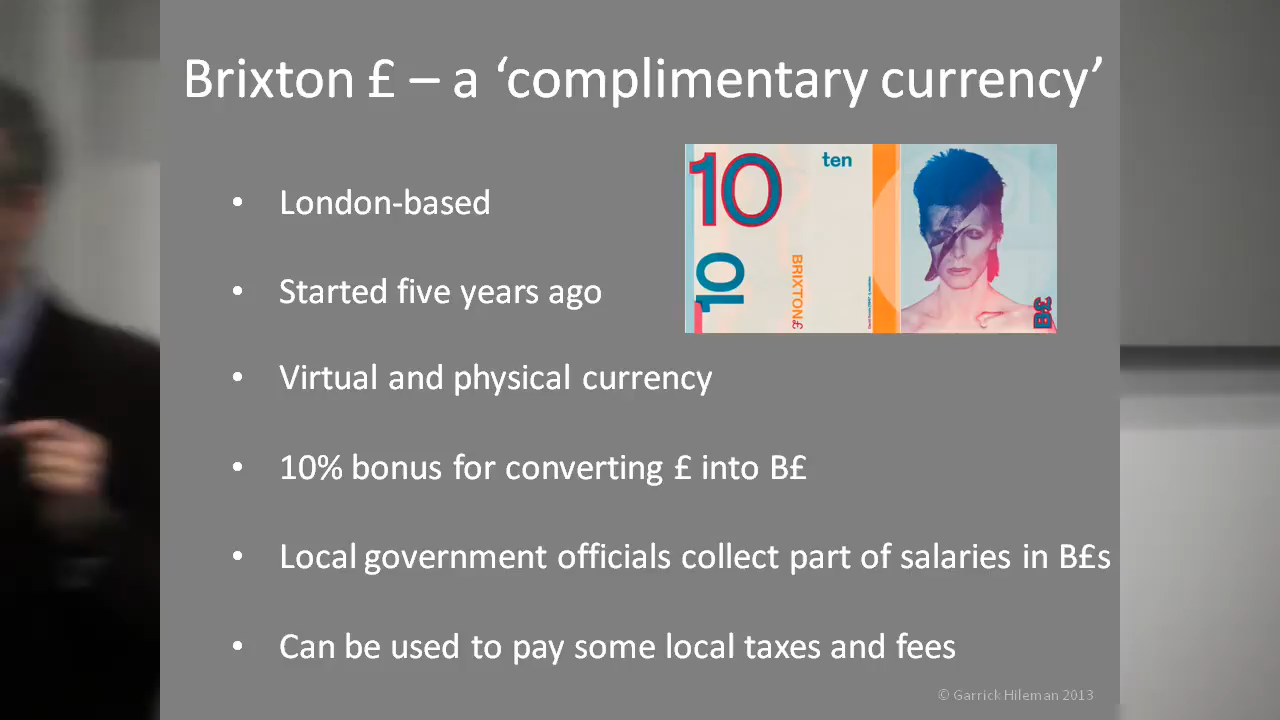 Brixton £ – a ‘complimentary currency’
10
ten
10
BRIXTON£
B£
• London-based
• Started five years ago
• Virtual and physical currency
• 10% bonus for converting £ into B£
• Local government officials collect part of salaries in B£s
• Can be used to pay some local taxes and fees
© Garrick Hileman 2013